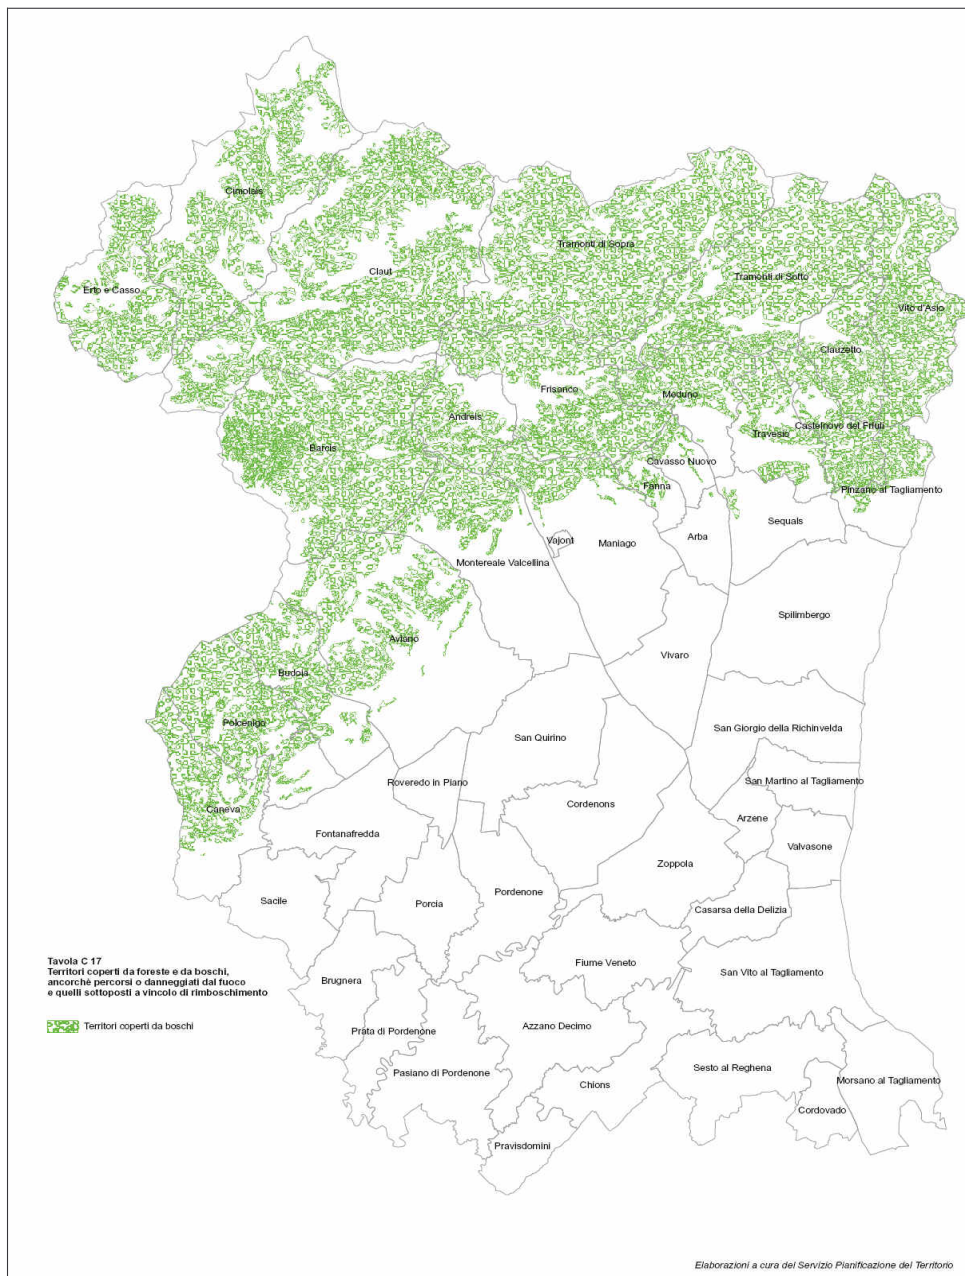 Cimolais
Tramonti di Sopra
Claut
Tramonti di Sotto
Erto e Casso
Vito d'Asio
Clauzetto
Frisanco
Meduno
Andreis
Castelnovo del Friuli
Travesio
Barcis
Cavasso Nuovo
Fanna
Pinzano al Tagliamento
Sequals
Arba
Vajont
Maniago
Montereale Valcellina
Spilimbergo
Aviano
Vivaro
Budoia
Polcenigo
San Giorgio della Richinvelda
San Quirino
Roveredo in Piano
San Martino al Tagliamento
Cordenons
Caneva
Arzene
Fontanafredda
Valvasone
Zoppola
Pordenone
Sacile
Porcia
Casarsa della Delizia
Tavola C 17
Territori coperti da foreste e da boschi,
ancorchè percorsi o danneggiati dal fuoco
e quelli sottoposti a vincolo di rimboschimento
Territori coperti da boschi
Fiume Veneto
San Vito al Tagliamento
Brugnera
Azzano Decimo
Prata di Pordenone
Sesto al Reghena
Pasiano di Pordenone
Morsano al Tagliamento
Chions
Cordovado
Pravisdomini
Elaborazioni a cura del Servizio Pianificazione del Territorio